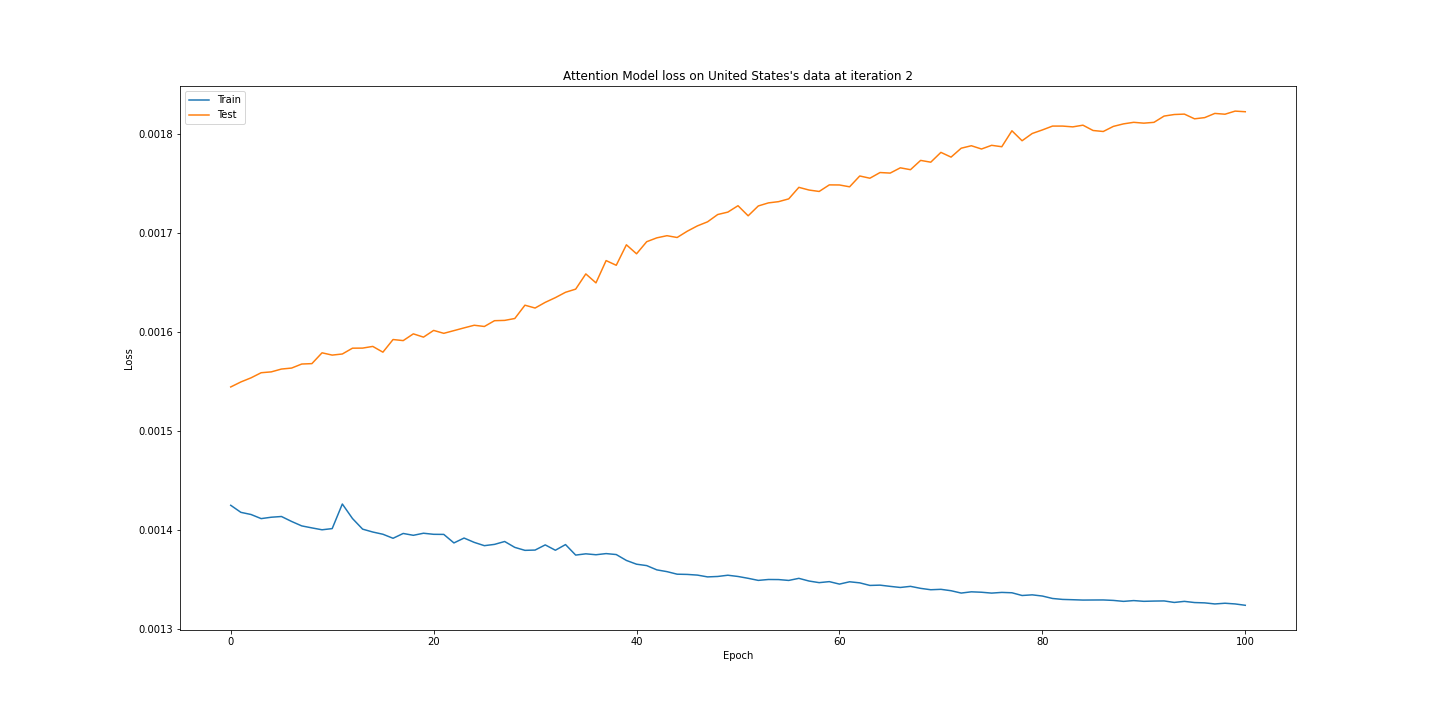 Attention Model loss on United States's data at iteration 2
Train
Test
0.0018
0.0017
0.0016
0.0015
0.0014
0.0013
Loss
0
20
40
60
80
100
Epoch